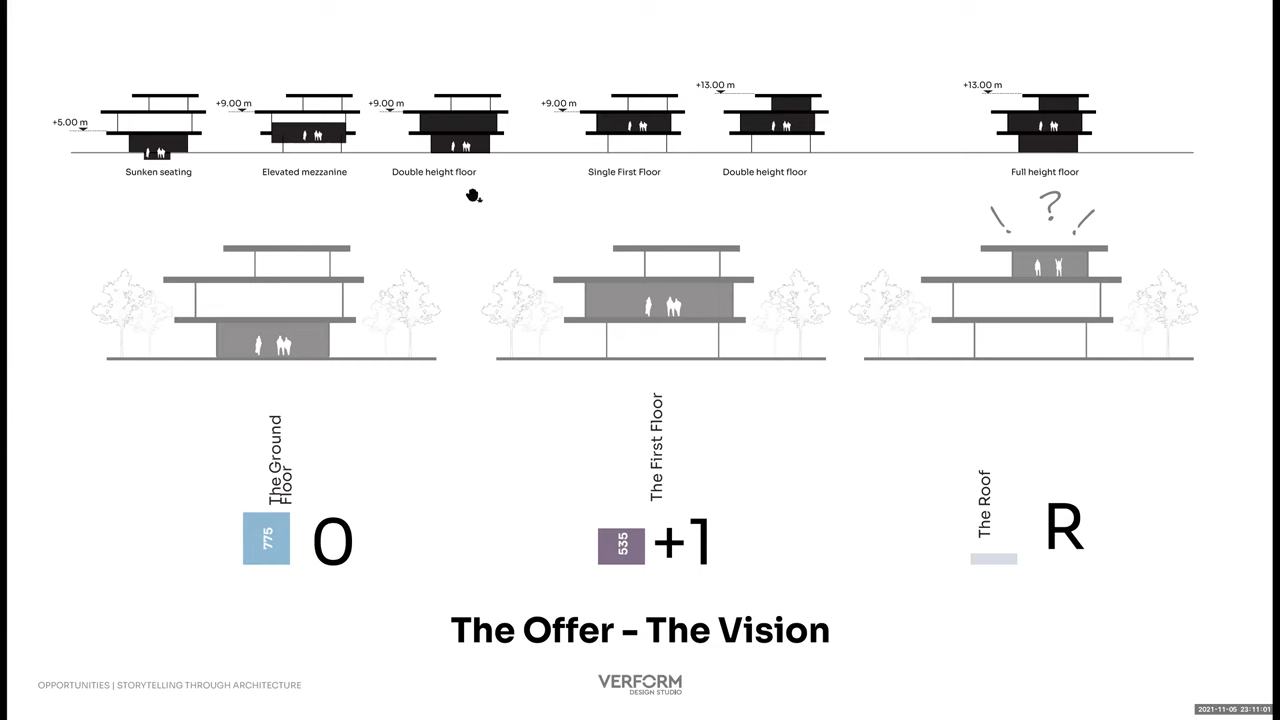 +13.00 m
+13.00 m
+9.00 m
+9.00 m
+9.00 m
+5.00 m
Sunken seating
Elevated mezzanine
Double height floor
Single First Floor
Double height floor
Full height floor
?
The Ground
Floor
775
0
The First Floor
535
+1
The Roof
R
The Offer - The Vision
OPPORTUNITIES | STORYTELLING THROUGH ARCHITECTURE
VERFORM
DESIGN STUDIO
2021-11-05 23:11:01